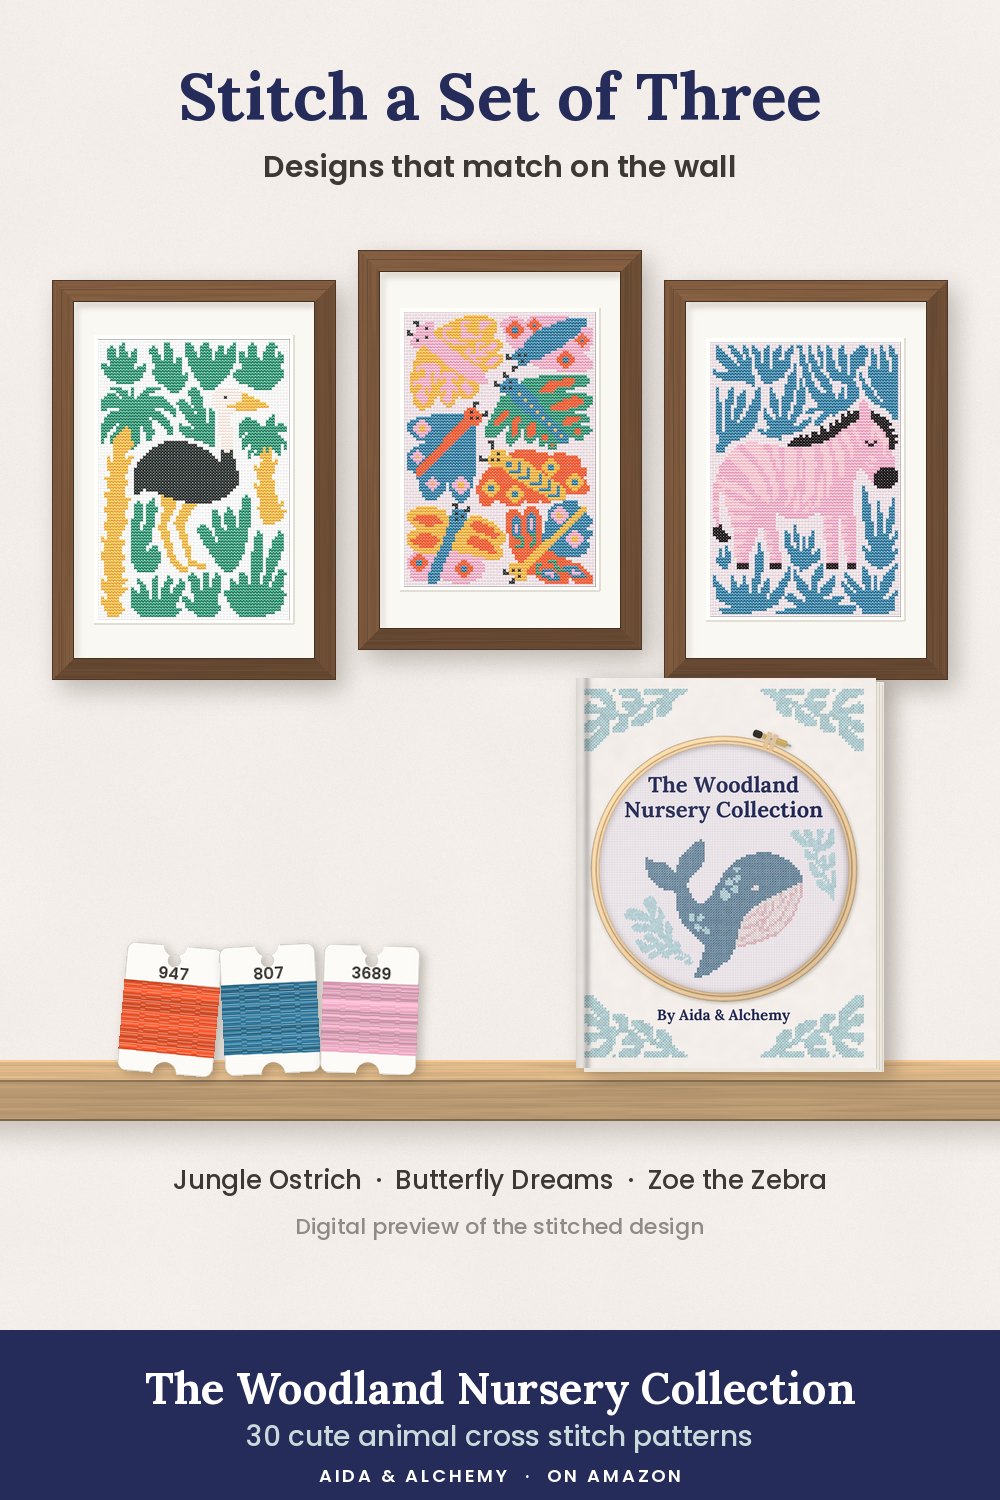 Stitch a Set of Three
Designs that match on the wall
The Woodland
Nursery Collection
By Aida & Alchemy
947
807
3689
Jungle Ostrich · Butterfly Dreams · Zoe the Zebra
Digital preview of the stitched design
The Woodland Nursery Collection
30 cute animal cross stitch patterns
AIDA & ALCHEMY · ON AMAZON